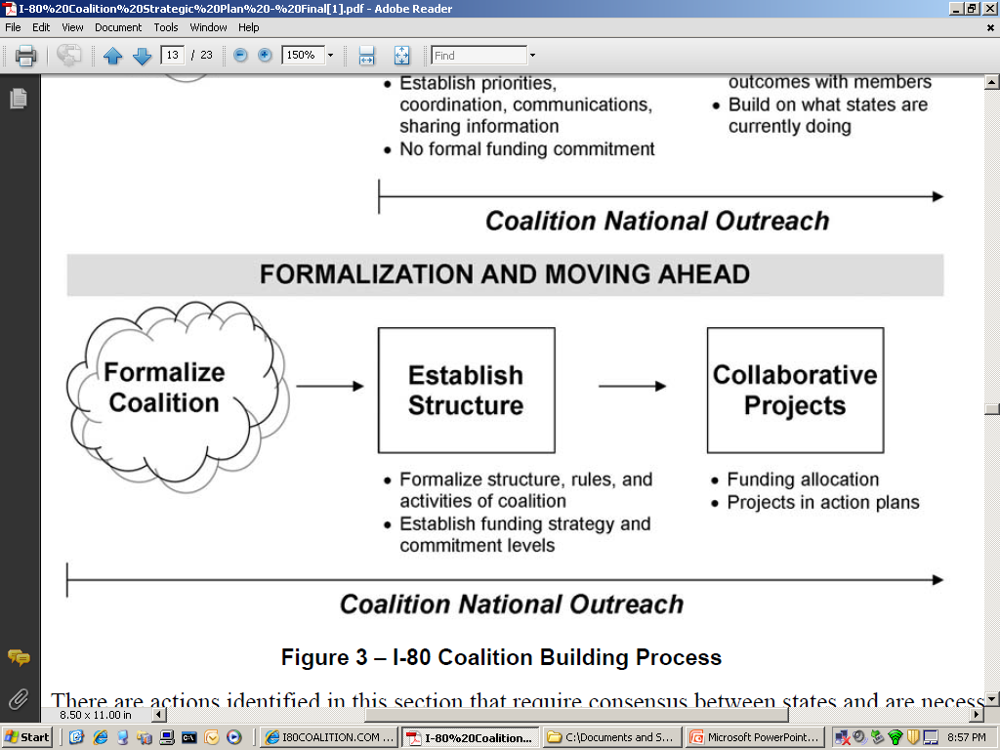 I-80%20Coalition%20Strategic%20Plan%20-%20Final[1].pdf - Adobe Reader
File Edit View Document Tools Window Help
13 / 23 150% Find
• Establish priorities,
coordination, communications,
sharing information
• No formal funding commitment
outcomes with members
• Build on what states are
currently doing
Coalition National Outreach
FORMALIZATION AND MOVING AHEAD
Formalize
Coalition
Establish
Structure
• Formalize structure, rules, and
activities of coalition
• Establish funding strategy and
commitment levels
Collaborative
Projects
• Funding allocation
• Projects in action plans
Coalition National Outreach
Figure 3 – I-80 Coalition Building Process
There are actions identified in this section that require consensus between states and are necess
8.50 x 11.00 in
Start I80COALITION.COM ... I-80%20Coalition... C:\Documents and S... Microsoft PowerPoint... 8:57 PM